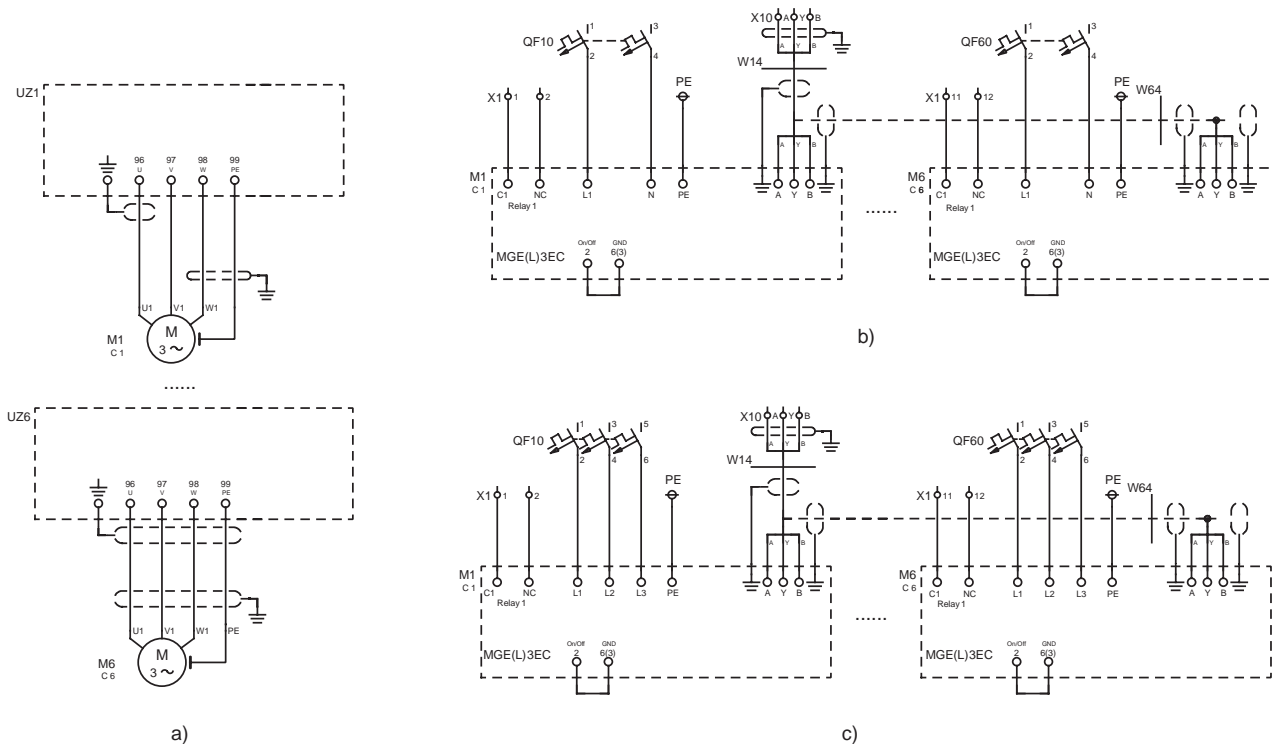 UZ1
96 97 98 99
U V W PE
U1 V1 W1
M
3
M1
C 1
......
UZ6
96 97 98 99
U V W PE
U1 V1 W1 PE
M
3
M6
C 6
a)
X10 A Y B
QF10 1 3
2 4
A Y B
W14
X1 1 2
PE
A Y B
M1
C 1
C1 NC L1 N PE A Y B
Relay 1
MGE(L)3EC
On/Off GND
2 6(3)
......
QF60 1 3
2 4
X1 11 12
PE
W64
A Y B
M6
C 6
C1 NC L1 N PE A Y B
Relay 1
MGE(L)3EC
On/Off GND
2 6(3)
b)
X10 A Y B
QF10 1 3 5
2 4 6
A Y B
W14
X1 1 2
PE
A Y B
M1
C 1
C1 NC L1 L2 L3 PE A Y B
Relay 1
MGE(L)3EC
On/Off GND
2 6(3)
......
QF60 1 3 5
2 4 6
X1 11 12
PE
W64
A Y B
M6
C 6
C1 NC L1 L2 L3 PE A Y B
Relay 1
MGE(L)3EC
On/Off GND
2 6(3)
c)